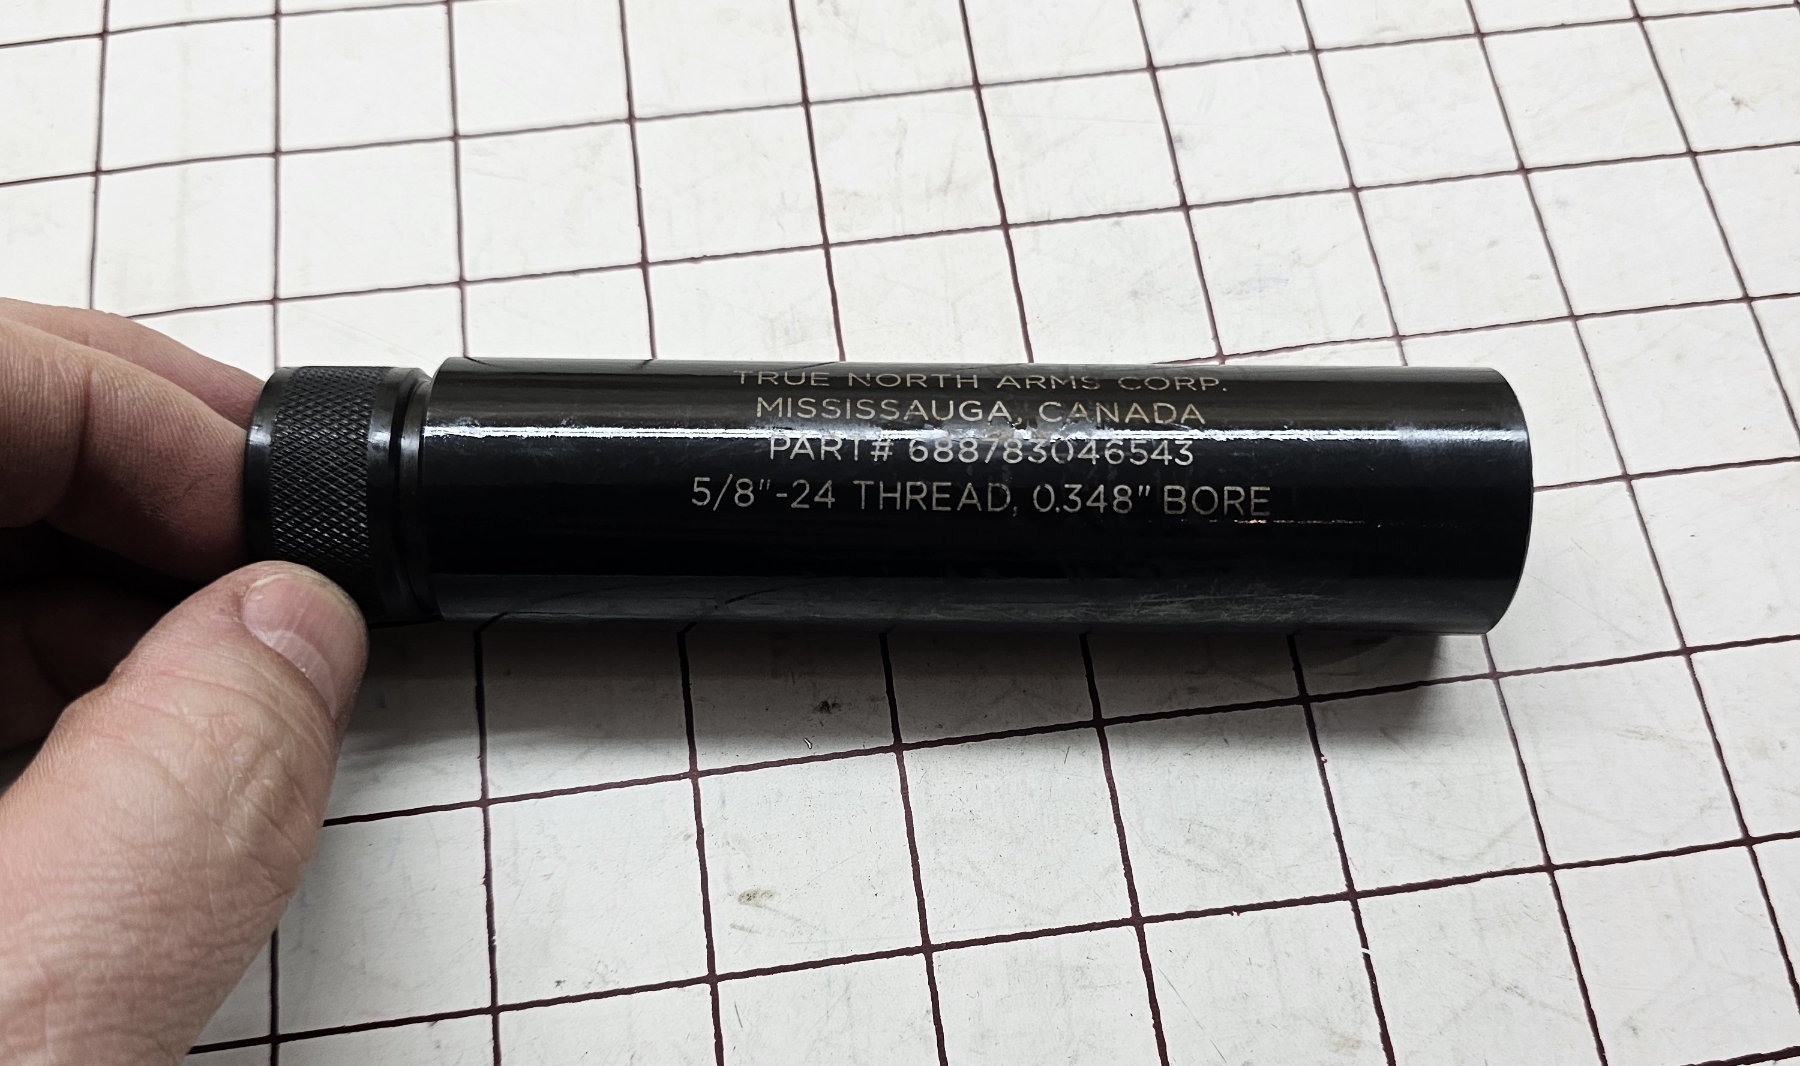 TRUE NORTH ARMS CORP.
MISSISSAUGA, CANADA
PART# 688783046543
5/8"-24 THREAD, 0.348" BORE